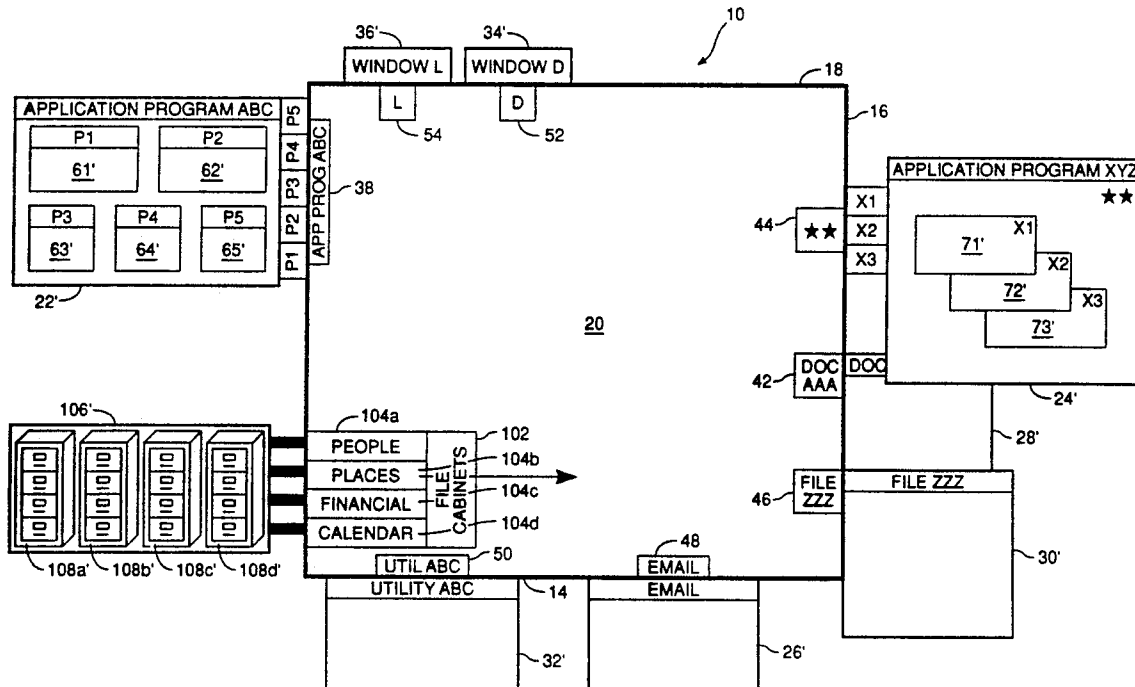 10
36'
34'
WINDOW L
WINDOW D
18
L
D
54
52
16
APPLICATION PROGRAM ABC
P1
P2
61'
62'
P3
P4
P5
63'
64'
65'
22'
P5
P4
P3
P2
P1
APP PROG ABC
38
44
★★
X1
X2
X3
APPLICATION PROGRAM XYZ
★★
X1
71'
X2
72'
X3
73'
24'
20
42
DOC
AAA
DOC
28'
106'
108a'
108b'
108c'
108d'
104a
102
PEOPLE
PLACES
FINANCIAL
CALENDAR
FILE
CABINETS
104b
104c
104d
46
FILE
ZZZ
FILE ZZZ
30'
50
48
UTIL ABC
EMAIL
UTILITY ABC
14
EMAIL
32'
26'